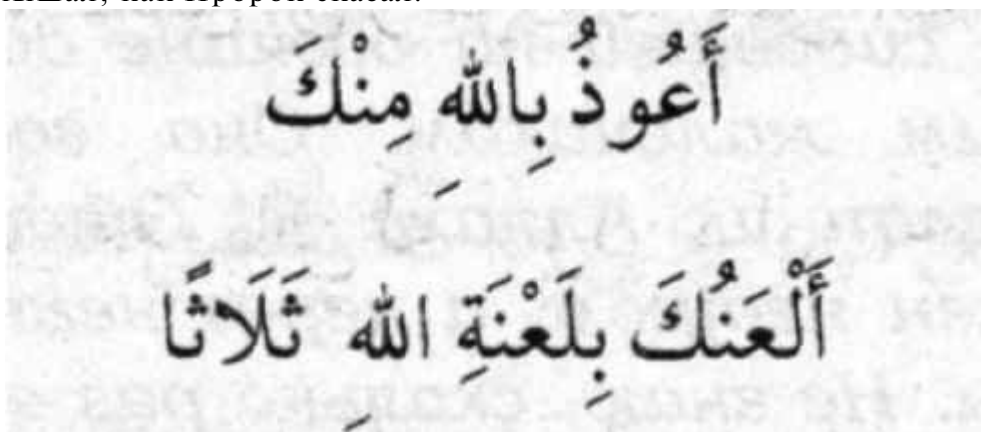 أَعُوذُ بِاللهِ مِنْكَ
أَلْعَنُكَ بِلَعْنَةِ اللهِ ثَلَاثًا